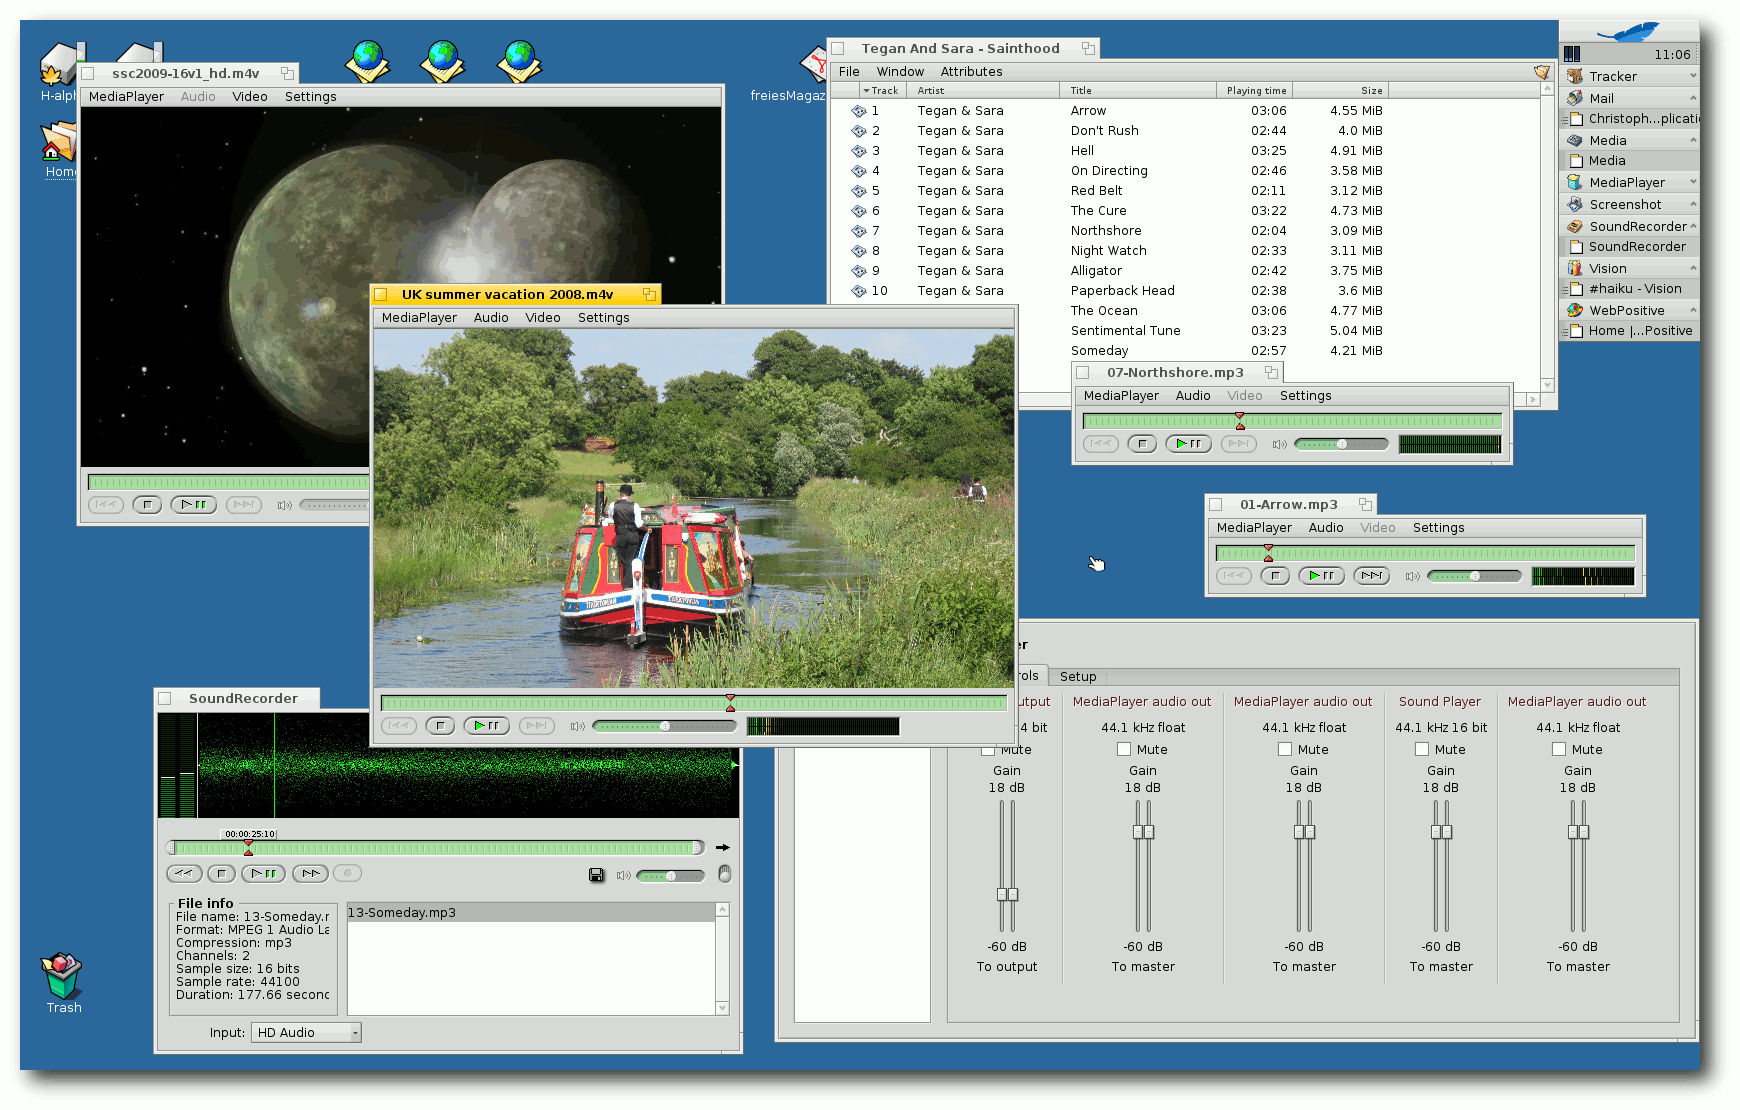 H-alph
Home
freiesMagaz
Trash
ssc2009-16v1_hd.m4v
MediaPlayer Audio Video Settings
UK summer vacation 2008.m4v
MediaPlayer Audio Video Settings
Tegan And Sara - Sainthood
File Window Attributes
Track Artist Title Playing time Size
1 Tegan & Sara Arrow 03:06 4.55 MiB
2 Tegan & Sara Don't Rush 02:44 4.0 MiB
3 Tegan & Sara Hell 03:25 4.91 MiB
4 Tegan & Sara On Directing 02:46 3.58 MiB
5 Tegan & Sara Red Belt 02:11 3.12 MiB
6 Tegan & Sara The Cure 03:22 4.73 MiB
7 Tegan & Sara Northshore 02:04 3.09 MiB
8 Tegan & Sara Night Watch 02:33 3.11 MiB
9 Tegan & Sara Alligator 02:42 3.75 MiB
10 Tegan & Sara Paperback Head 02:38 3.6 MiB
The Ocean 03:06 4.77 MiB
Sentimental Tune 03:23 5.04 MiB
Someday 02:57 4.21 MiB
11:06
Tracker
Mail
Christoph...plicati
Media
Media
MediaPlayer
Screenshot
SoundRecorder
SoundRecorder
Vision
#haiku - Vision
WebPositive
Home |...Positive
07-Northshore.mp3
MediaPlayer Audio Video Settings
01-Arrow.mp3
MediaPlayer Audio Video Settings
SoundRecorder
00:00:25:10
File info
File name: 13-Someday.r
Format: MPEG 1 Audio La
Compression: mp3
Channels: 2
Sample size: 16 bits
Sample rate: 44100
Duration: 177.66 second
13-Someday.mp3
Input: HD Audio
er
rols Setup
utput MediaPlayer audio out MediaPlayer audio out Sound Player MediaPlayer audio out
4 bit 44.1 kHz float 44.1 kHz float 44.1 kHz 16 bit 44.1 kHz float
Mute Mute Mute Mute Mute
Gain Gain Gain Gain Gain
18 dB 18 dB 18 dB 18 dB 18 dB
-60 dB -60 dB -60 dB -60 dB -60 dB
To output To master To master To master To master